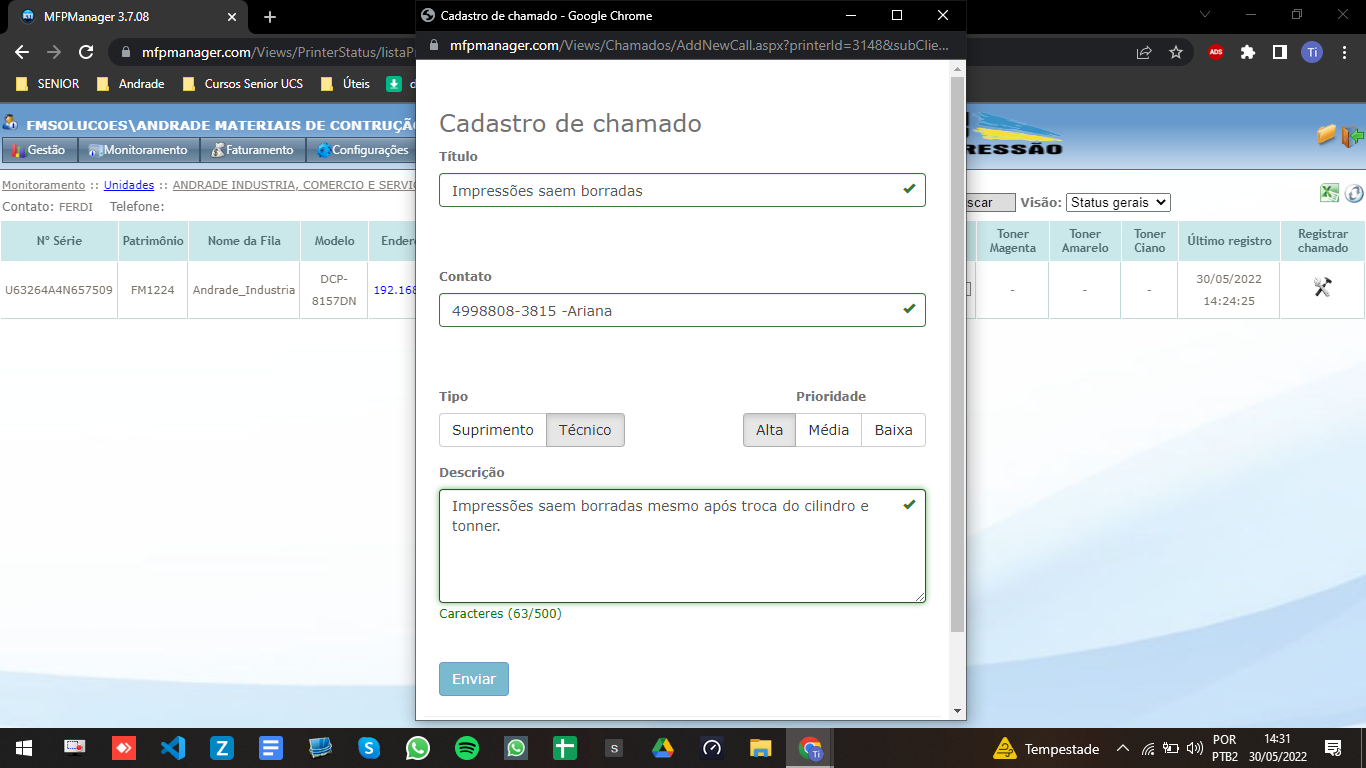 MFPManager 3.7.08
Cadastro de chamado - Google Chrome
mfpmanager.com/Views/PrinterStatus/listaP
mfpmanager.com/Views/Chamados/AddNewCall.aspx?printerId=3148&subClie...
ADS
Ti
SENIOR
Andrade
Cursos Senior UCS
Úteis
FMSOLUCOES\ANDRADE MATERIAIS DE CONTRUÇÃ
RESSÃO
Gestão
Monitoramento
Faturamento
Configurações
Monitoramento :: Unidades :: ANDRADE INDUSTRIA, COMERCIO E SERVI
Contato: FERDI Telefone:
scar
Visão:
Status gerais
Nº Série
Patrimônio
Nome da Fila
Modelo
Ender
Toner Magenta
Toner Amarelo
Toner Ciano
Último registro
Registrar chamado
U63264A4N657509
FM1224
Andrade_Industria
DCP-8157DN
192.168
-
-
-
30/05/2022 14:24:25
Cadastro de chamado
Título
Impressões saem borradas
Contato
4998808-3815 -Ariana
Tipo
Prioridade
Suprimento
Técnico
Alta
Média
Baixa
Descrição
Impressões saem borradas mesmo após troca do cilindro e
tonner.
Caracteres (63/500)
Enviar
Z
S
Ti
Tempestade
POR
PTB2
14:31
30/05/2022